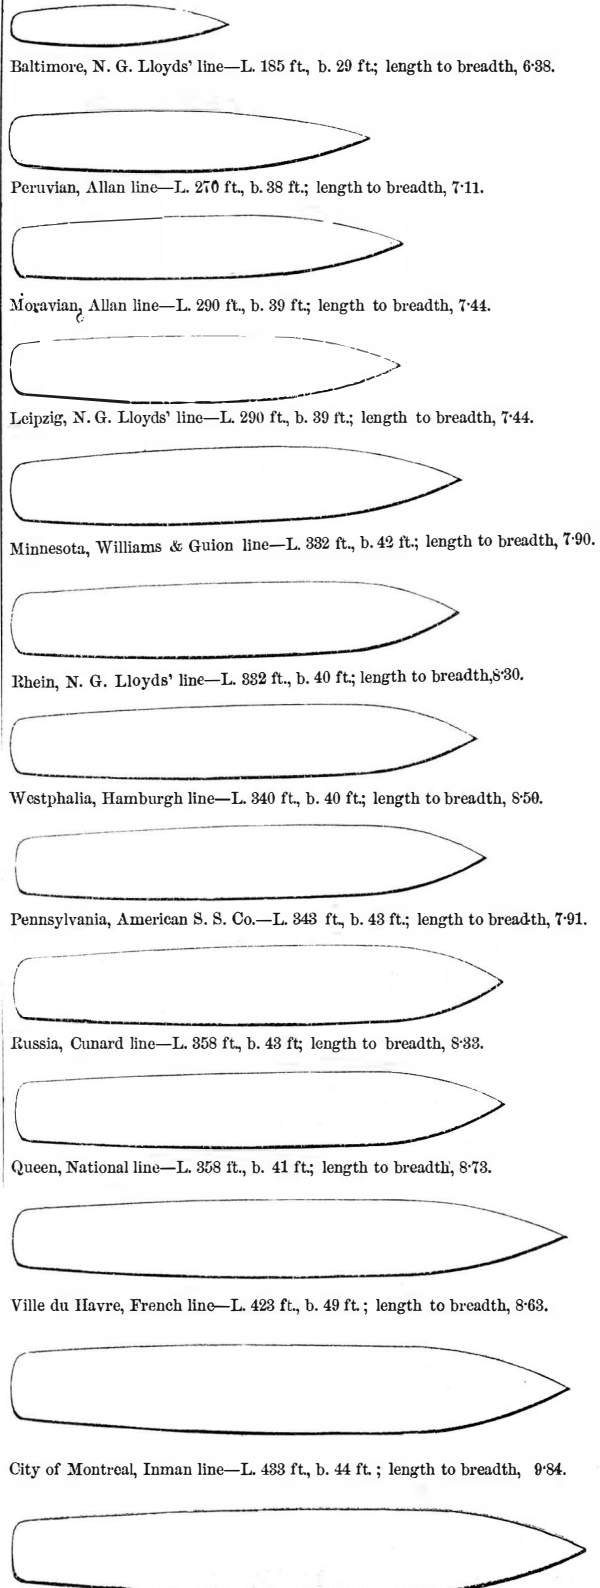 Baltimore, N. G. Lloyds' line—L. 185 ft., b. 29 ft.; length to breadth, 6·38.
Peruvian, Allan line—L. 270 ft., b. 38 ft.; length to breadth, 7·11.
Moravian, Allan line—L. 290 ft., b. 39 ft.; length to breadth, 7·44.
Leipzig, N. G. Lloyds' line—L. 290 ft., b. 39 ft.; length to breadth, 7·44.
Minnesota, Williams & Guion line—L. 332 ft., b. 42 ft.; length to breadth, 7·90.
Rhein, N. G. Lloyds' line—L. 332 ft., b. 40 ft.; length to breadth, 8·30.
Westphalia, Hamburgh line—L. 340 ft., b. 40 ft.; length to breadth, 8·50.
Pennsylvania, American S. S. Co.—L. 343 ft., b. 43 ft.; length to breadth, 7·91.
Russia, Cunard line—L. 358 ft., b. 43 ft; length to breadth, 8·33.
Queen, National line—L. 358 ft., b. 41 ft.; length to breadth, 8·73.
Ville du Havre, French line—L. 423 ft., b. 49 ft.; length to breadth, 8·63.
City of Montreal, Inman line—L. 433 ft., b. 44 ft.; length to breadth, 9·84.